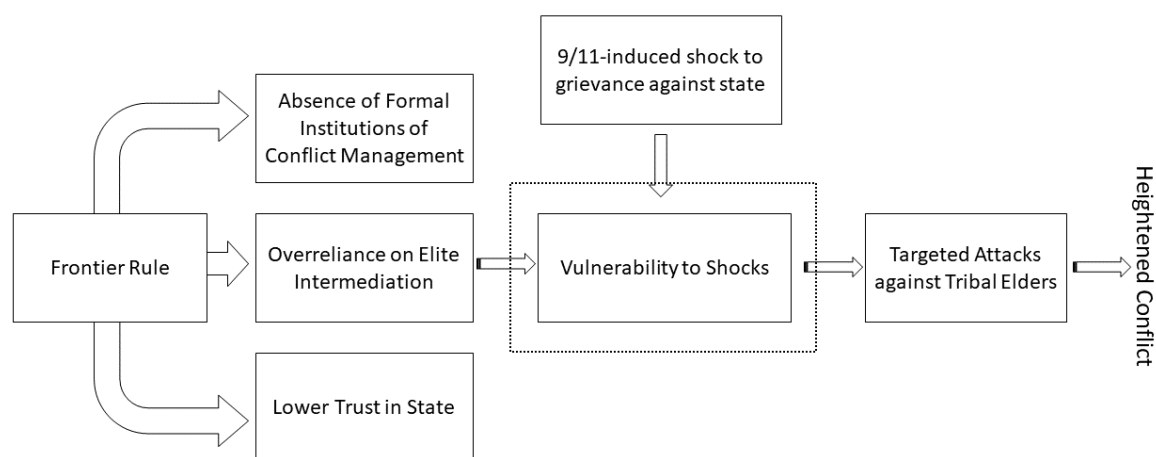 9/11-induced shock to
grievance against state
Absence of Formal
Institutions of
Conflict Management
Frontier Rule
Overreliance on Elite
Intermediation
Vulnerability to Shocks
Targeted Attacks
against Tribal Elders
Heightened Conflict
Lower Trust in State